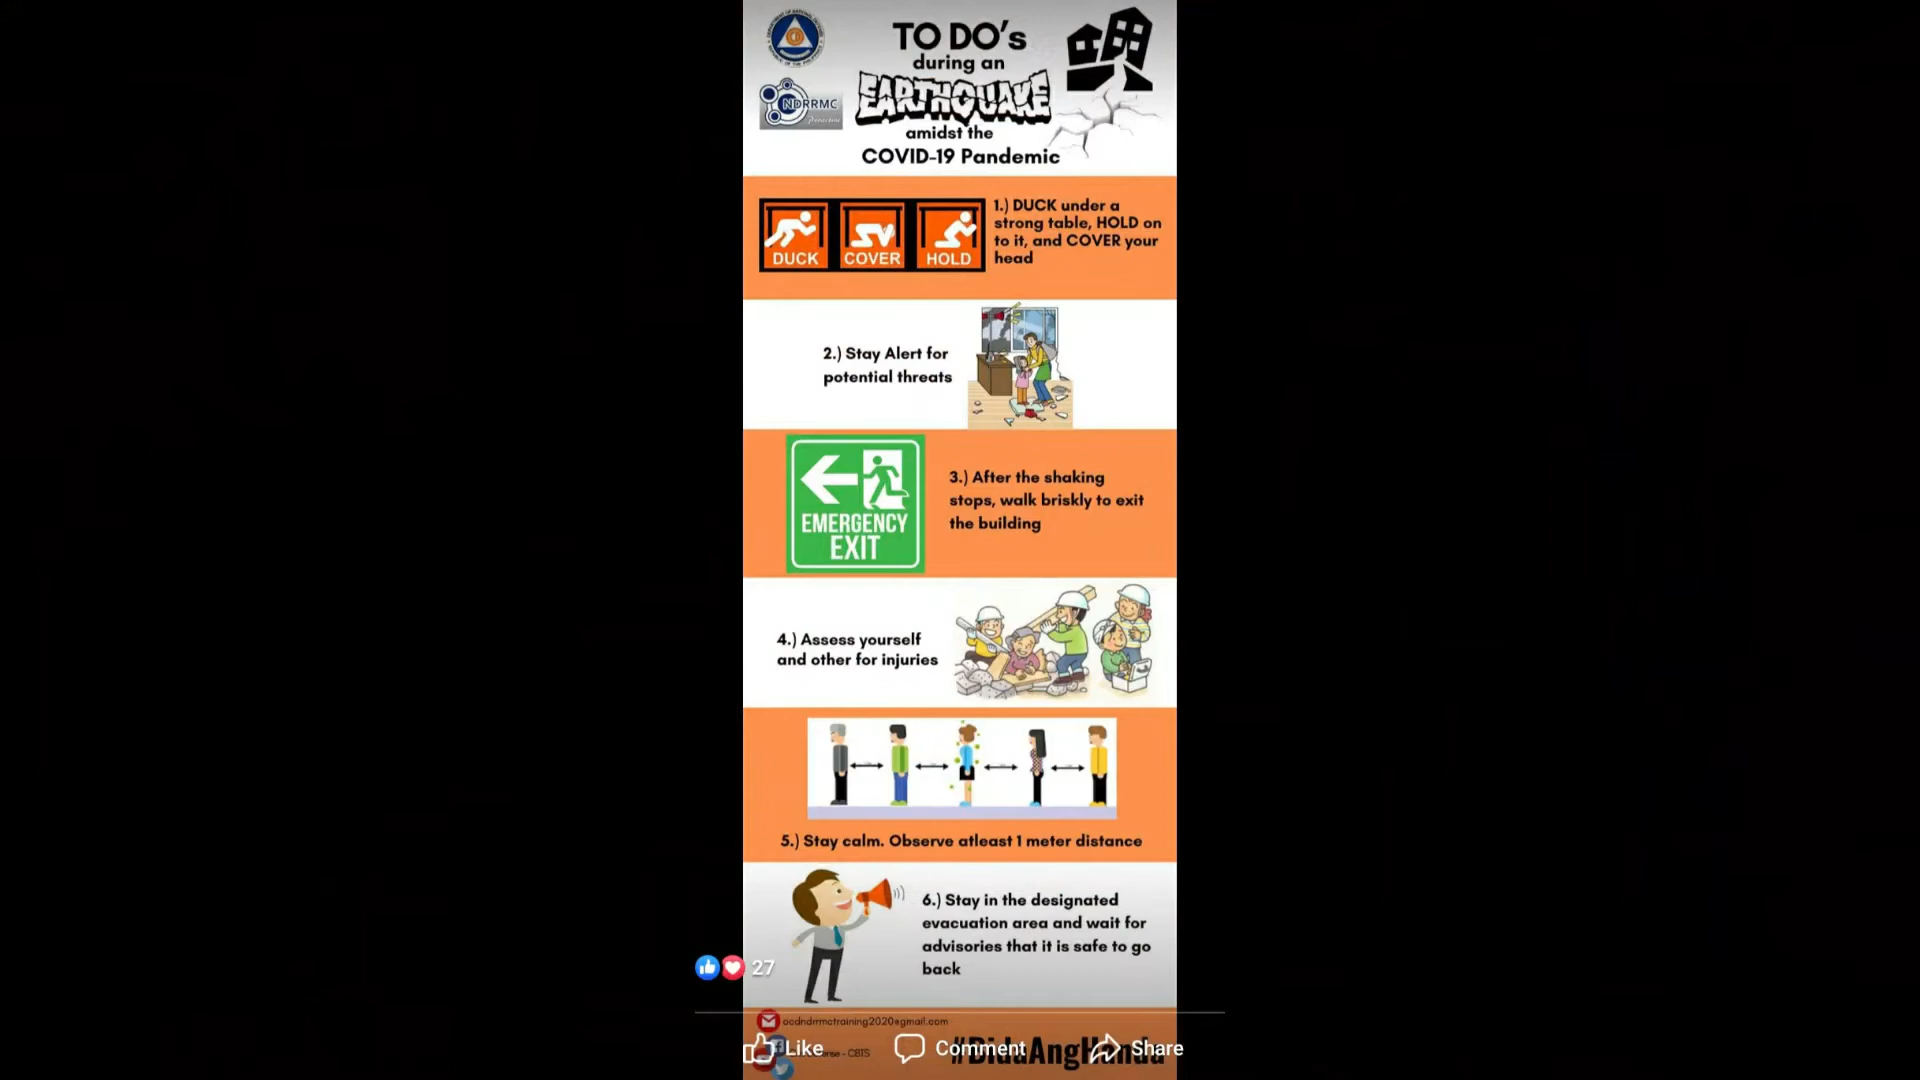 TO DO's
during an
EARTHQUAKE
amidst the
COVID-19 Pandemic
NDRRMC
DUCK
COVER
HOLD
1.) DUCK under a
strong table, HOLD on
to it, and COVER your
head
2.) Stay Alert for
potential threats
EMERGENCY
EXIT
3.) After the shaking
stops, walk briskly to exit
the building
4.) Assess yourself
and other for injuries
5.) Stay calm. Observe atleast 1 meter distance
6.) Stay in the designated
evacuation area and wait for
advisories that it is safe to go
back
27
ocdndrrmctraining2020@gmail.com
- CBTS
#BidaAngHanda
Like
Comment
Share